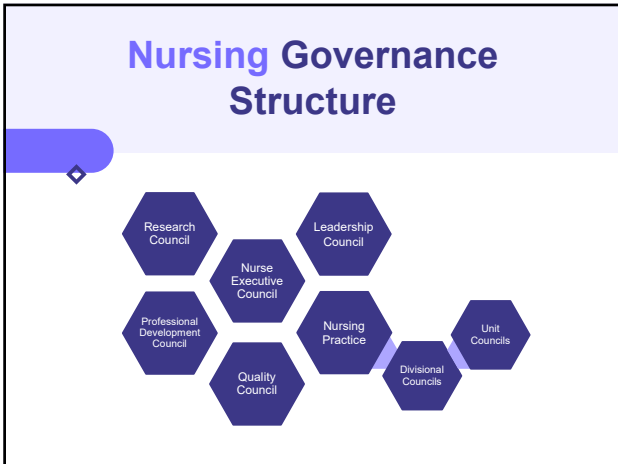 Nursing Governance
Structure
Research
Council
Leadership
Council
Nurse
Executive
Council
Professional
Development
Council
Nursing
Practice
Unit
Councils
Quality
Council
Divisional
Councils